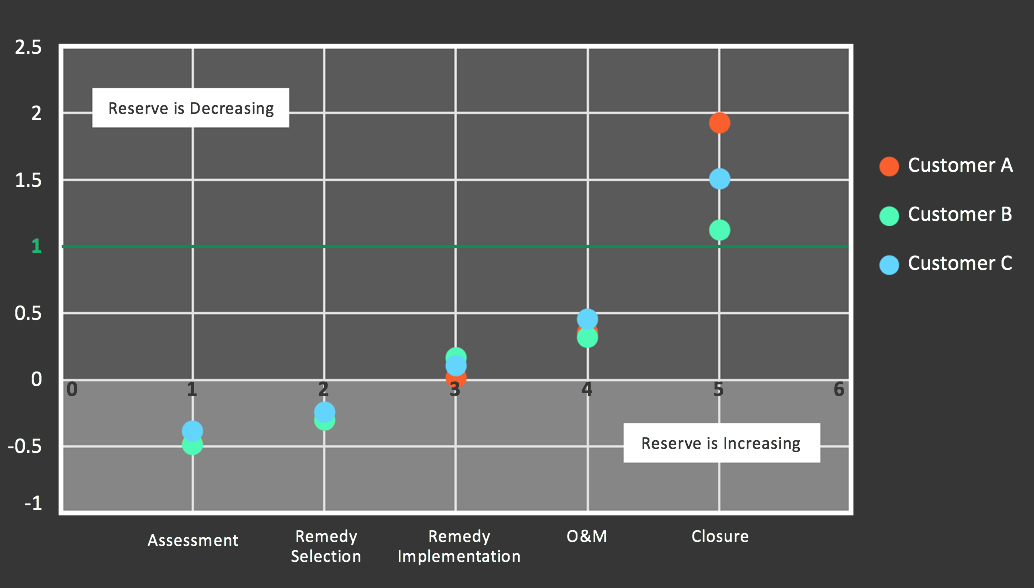 2.5
2
1.5
1
0.5
0
-0.5
-1
Reserve is Decreasing
0 1 2 3 4 5 6
Reserve is Increasing
Assessment
Remedy
Selection
Remedy
Implementation
O&M
Closure
Customer A
Customer B
Customer C